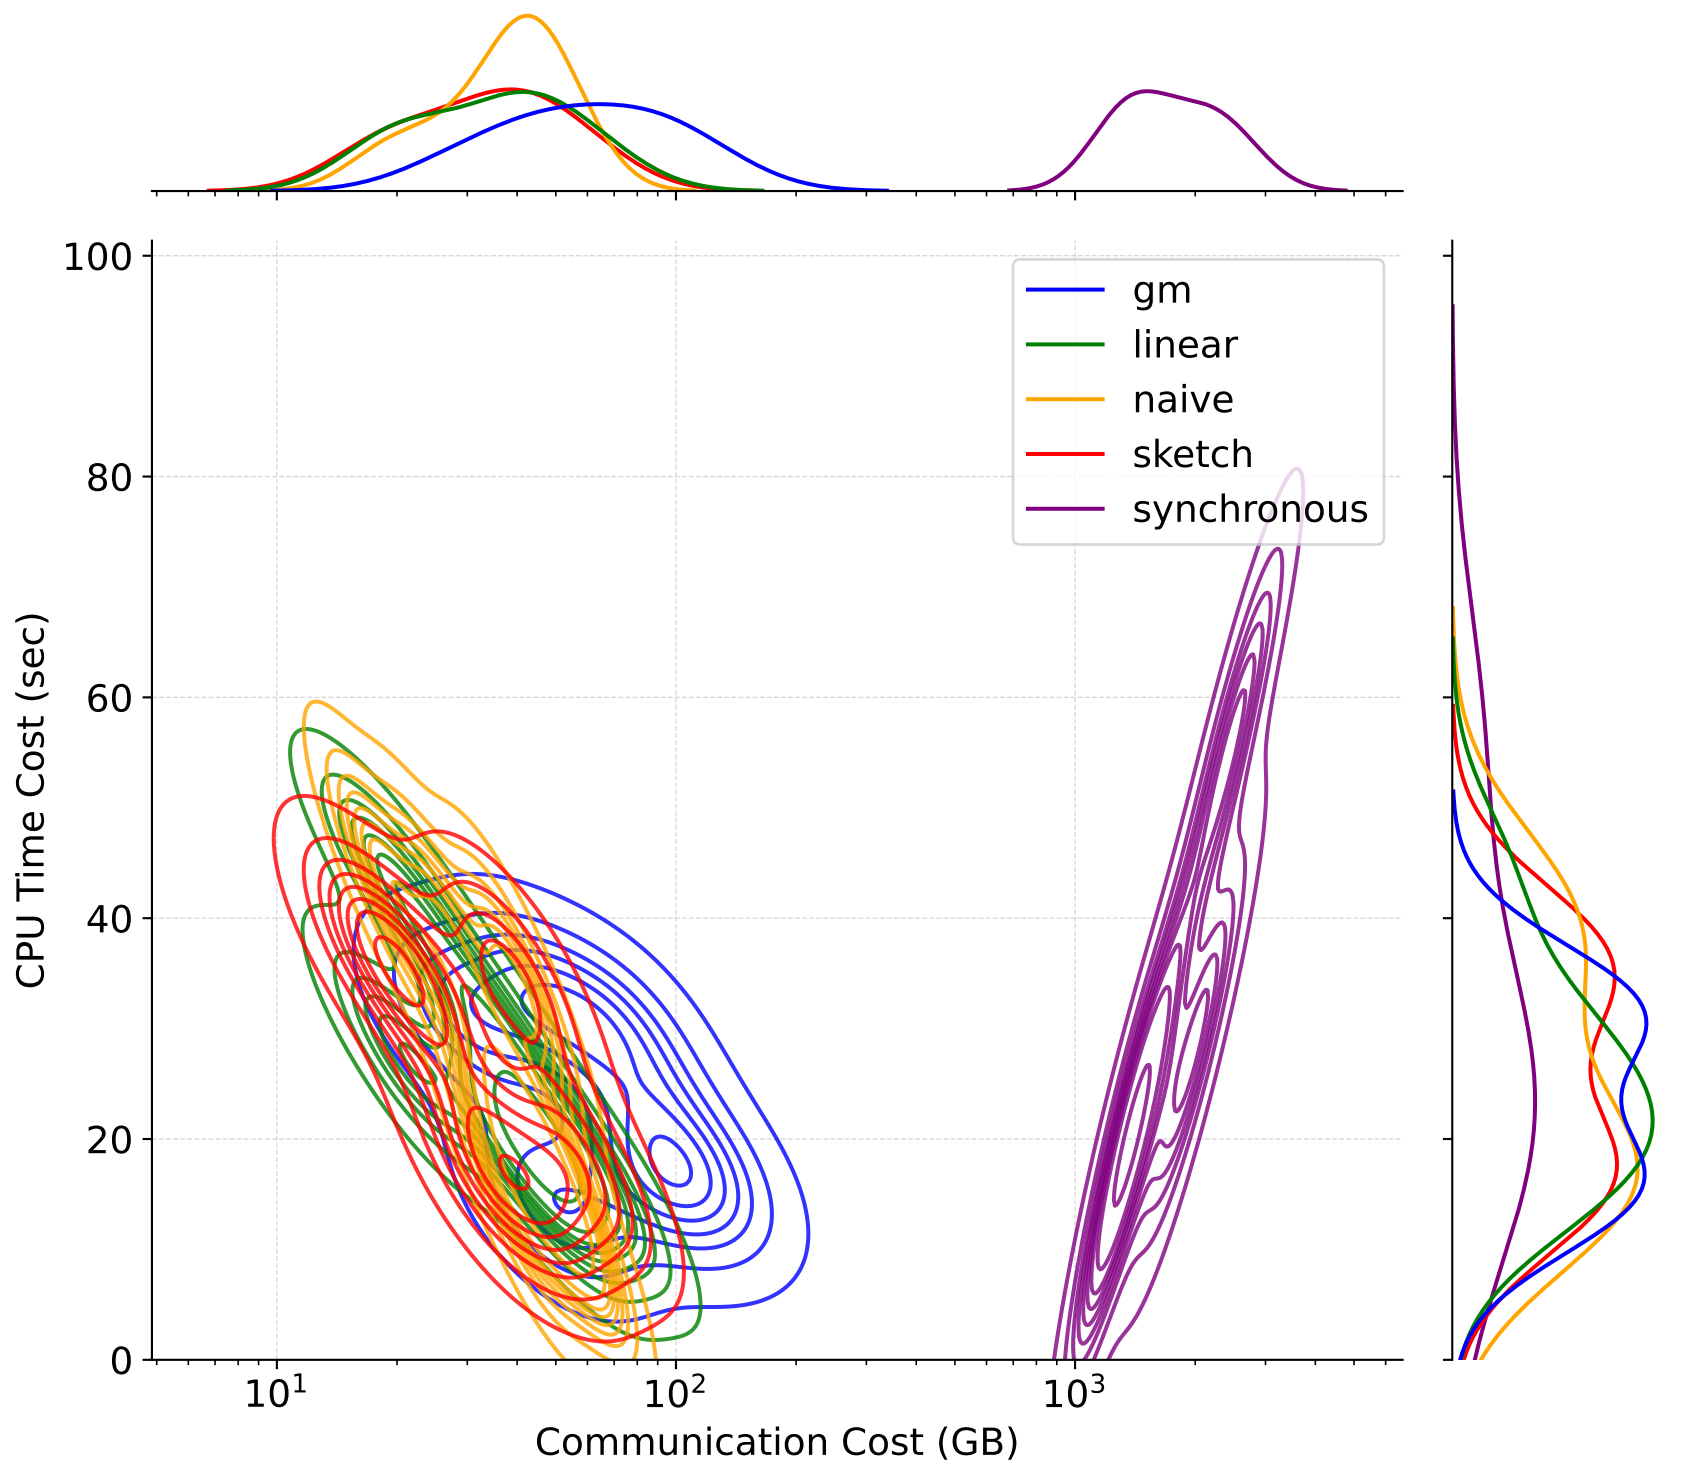 100
80
60
40
20
0
CPU Time Cost (sec)
gm
linear
naive
sketch
synchronous
10¹
10²
10³
Communication Cost (GB)